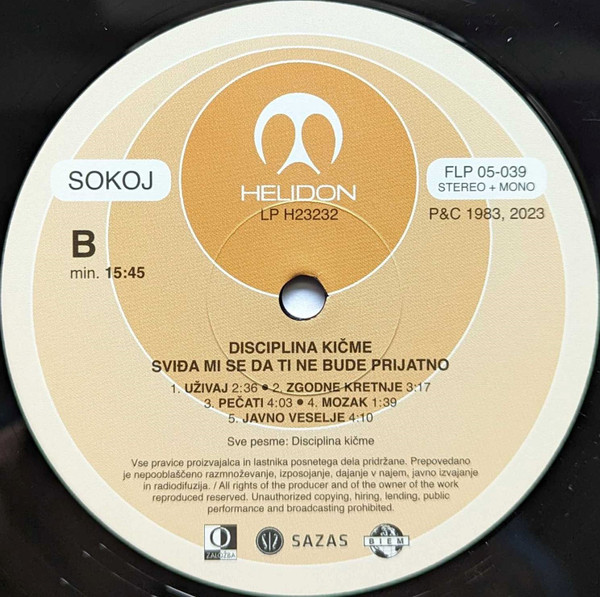 HELIDON
LP H23232
SOKOJ
FLP 05-039
STEREO + MONO
P&C 1983, 2023
B
min. 15:45
DISCIPLINA KIČME
SVIĐA MI SE DA TI NE BUDE PRIJATNO
1. UŽIVAJ 2:36 ● 2. ZGODNE KRETNJE 3:17
3. PEČATI 4:03 ● 4. MOZAK 1:39
5. JAVNO VESELJE 4:10
Sve pesme: Disciplina kičme
Vse pravice proizvajalca in lastnika posnetega dela pridržane. Prepovedano
je nepooblaščeno razmnoževanje, izposojanje, dajanje v najem, javno izvajanje
in radiodifuzija. / All rights of the producer and of the owner of the work
reproduced reserved. Unauthorized copying, hiring, lending, public
performance and broadcasting prohibited.
ZALOŽBA
SAZAS
BIEM